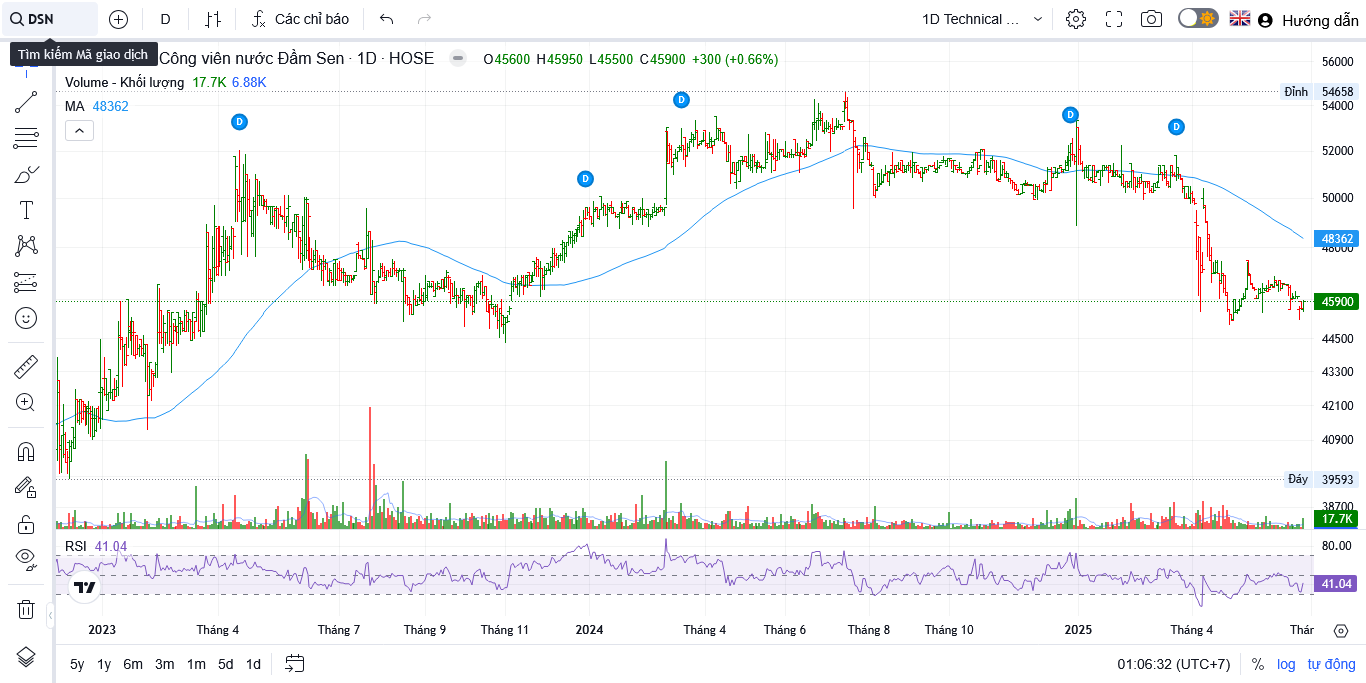 DSN
D
Các chỉ báo
1D Technical ...
Hướng dẫn
Tìm kiếm Mã giao dịch
Công viên nước Đầm Sen · 1D · HOSE
O45600 H45950 L45500 C45900 +300 (+0.66%)
Volume - Khối lượng 17.7K 6.88K
MA 48362
D
D
D
D
D
56000
Đỉnh 54658
54000
52000
50000
48362
48000
45900
44500
43300
42100
40900
Đáy 39593
38700
17.7K
RSI 41.04
80.00
41.04
2023
Tháng 4
Tháng 7
Tháng 9
Tháng 11
2024
Tháng 4
Tháng 6
Tháng 8
Tháng 10
2025
Tháng 4
Thár
5y 1y 6m 3m 1m 5d 1d
01:06:32 (UTC+7)
%
log
tự động